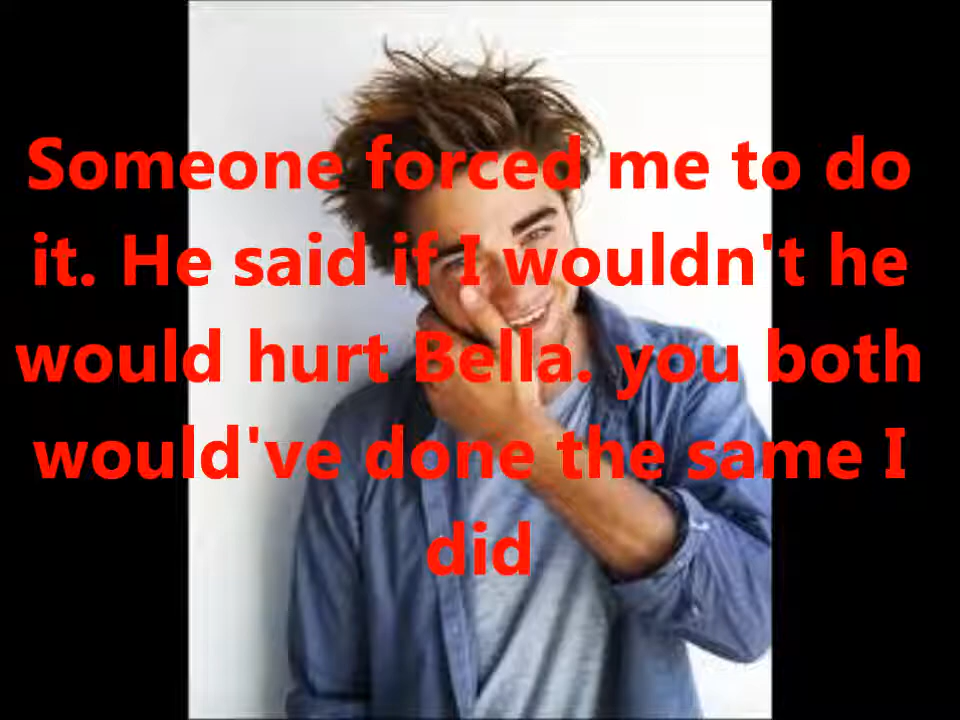 Someone forced me to do
it. He said if I wouldn't he
would hurt Bella. you both
would've done the same I
did